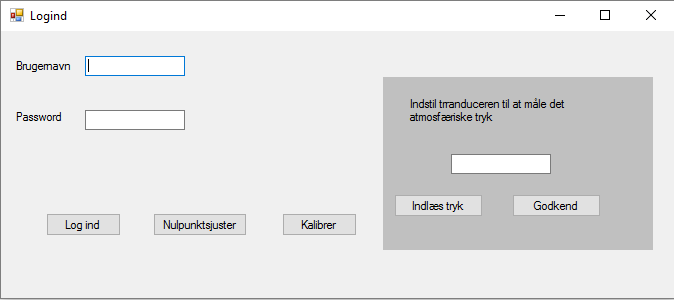 Logind
Brugernavn
Password
Indstil trranduceren til at måle det
atmosfæriske tryk
Log ind
Nulpunktsjuster
Kalibrer
Indlæs tryk
Godkend